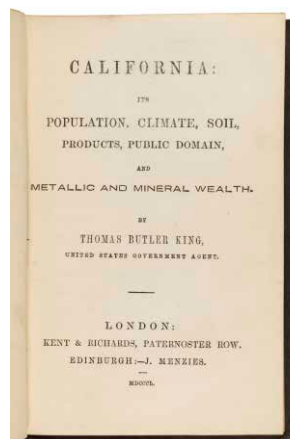 CALIFORNIA:
ITS
POPULATION, CLIMATE, SOIL,
PRODUCTS, PUBLIC DOMAIN,
AND
METALLIC AND MINERAL WEALTH.
BY
THOMAS BUTLER KING,
UNITED STATES GOVERNMENT AGENT.
LONDON:
KENT & RICHARDS, PATERNOSTER ROW.
EDINBURGH:—J. MENZIES.
MDCCCL.